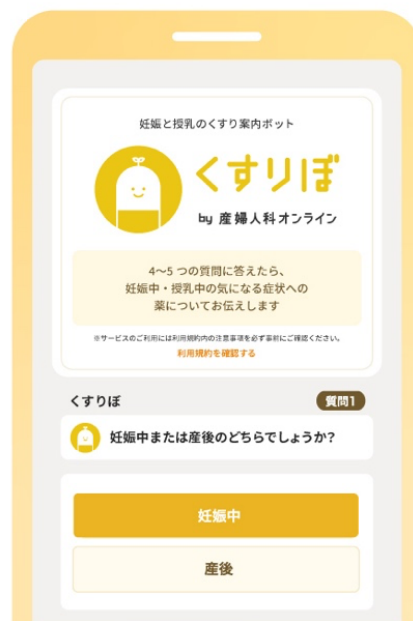 妊娠と授乳のくすり案内ボット
くすりぼ
by 産婦人科オンライン
4〜5 つの質問に答えたら、
妊娠中・授乳中の気になる症状への
薬についてお伝えします
※サービスのご利用には利用規約内の注意事項を必ず事前にご確認ください。
利用規約を確認する
くすりぼ
質問1
妊娠中または産後のどちらでしょうか?
妊娠中
産後